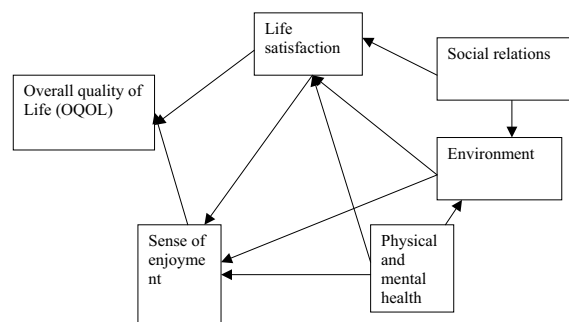 Life
satisfaction
Social relations
Overall quality of
Life (OQOL)
Environment
Sense of
enjoyme
nt
Physical
and
mental
health